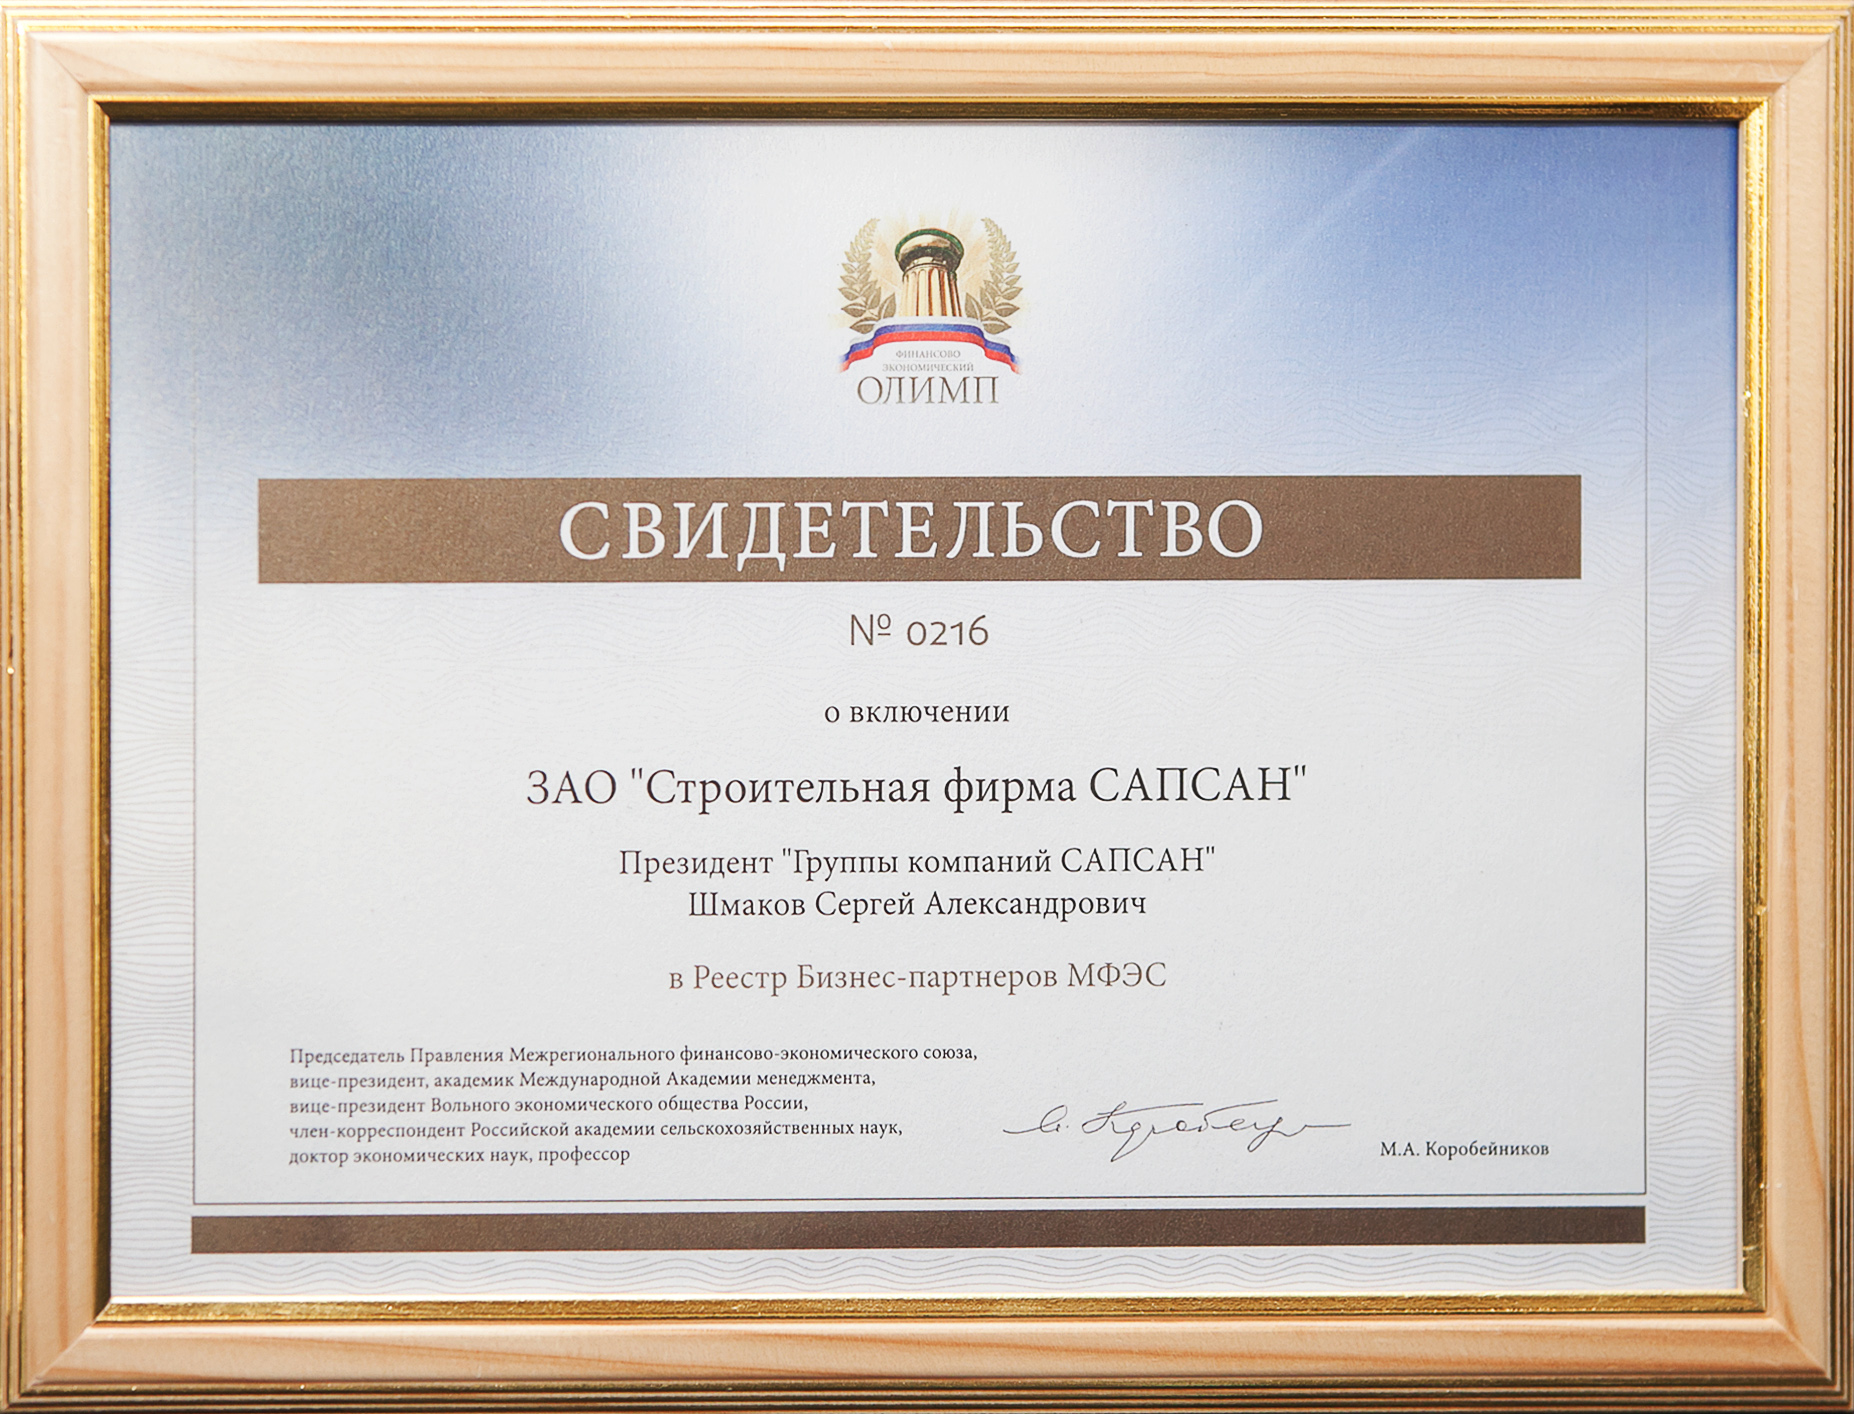 ФИНАНСОВО
ЭКОНОМИЧЕСКИЙ
ОЛИМП
СВИДЕТЕЛЬСТВО
№ 0216
о включении
ЗАО "Строительная фирма САПСАН"
Президент "Группы компаний САПСАН"
Шмаков Сергей Александрович
в Реестр Бизнес-партнеров МФЭС
Председатель Правления Межрегионального финансово-экономического союза,
вице-президент, академик Международной Академии менеджмента,
вице-президент Вольного экономического общества России,
член-корреспондент Российской академии сельскохозяйственных наук,
доктор экономических наук, профессор
М.А. Коробейников